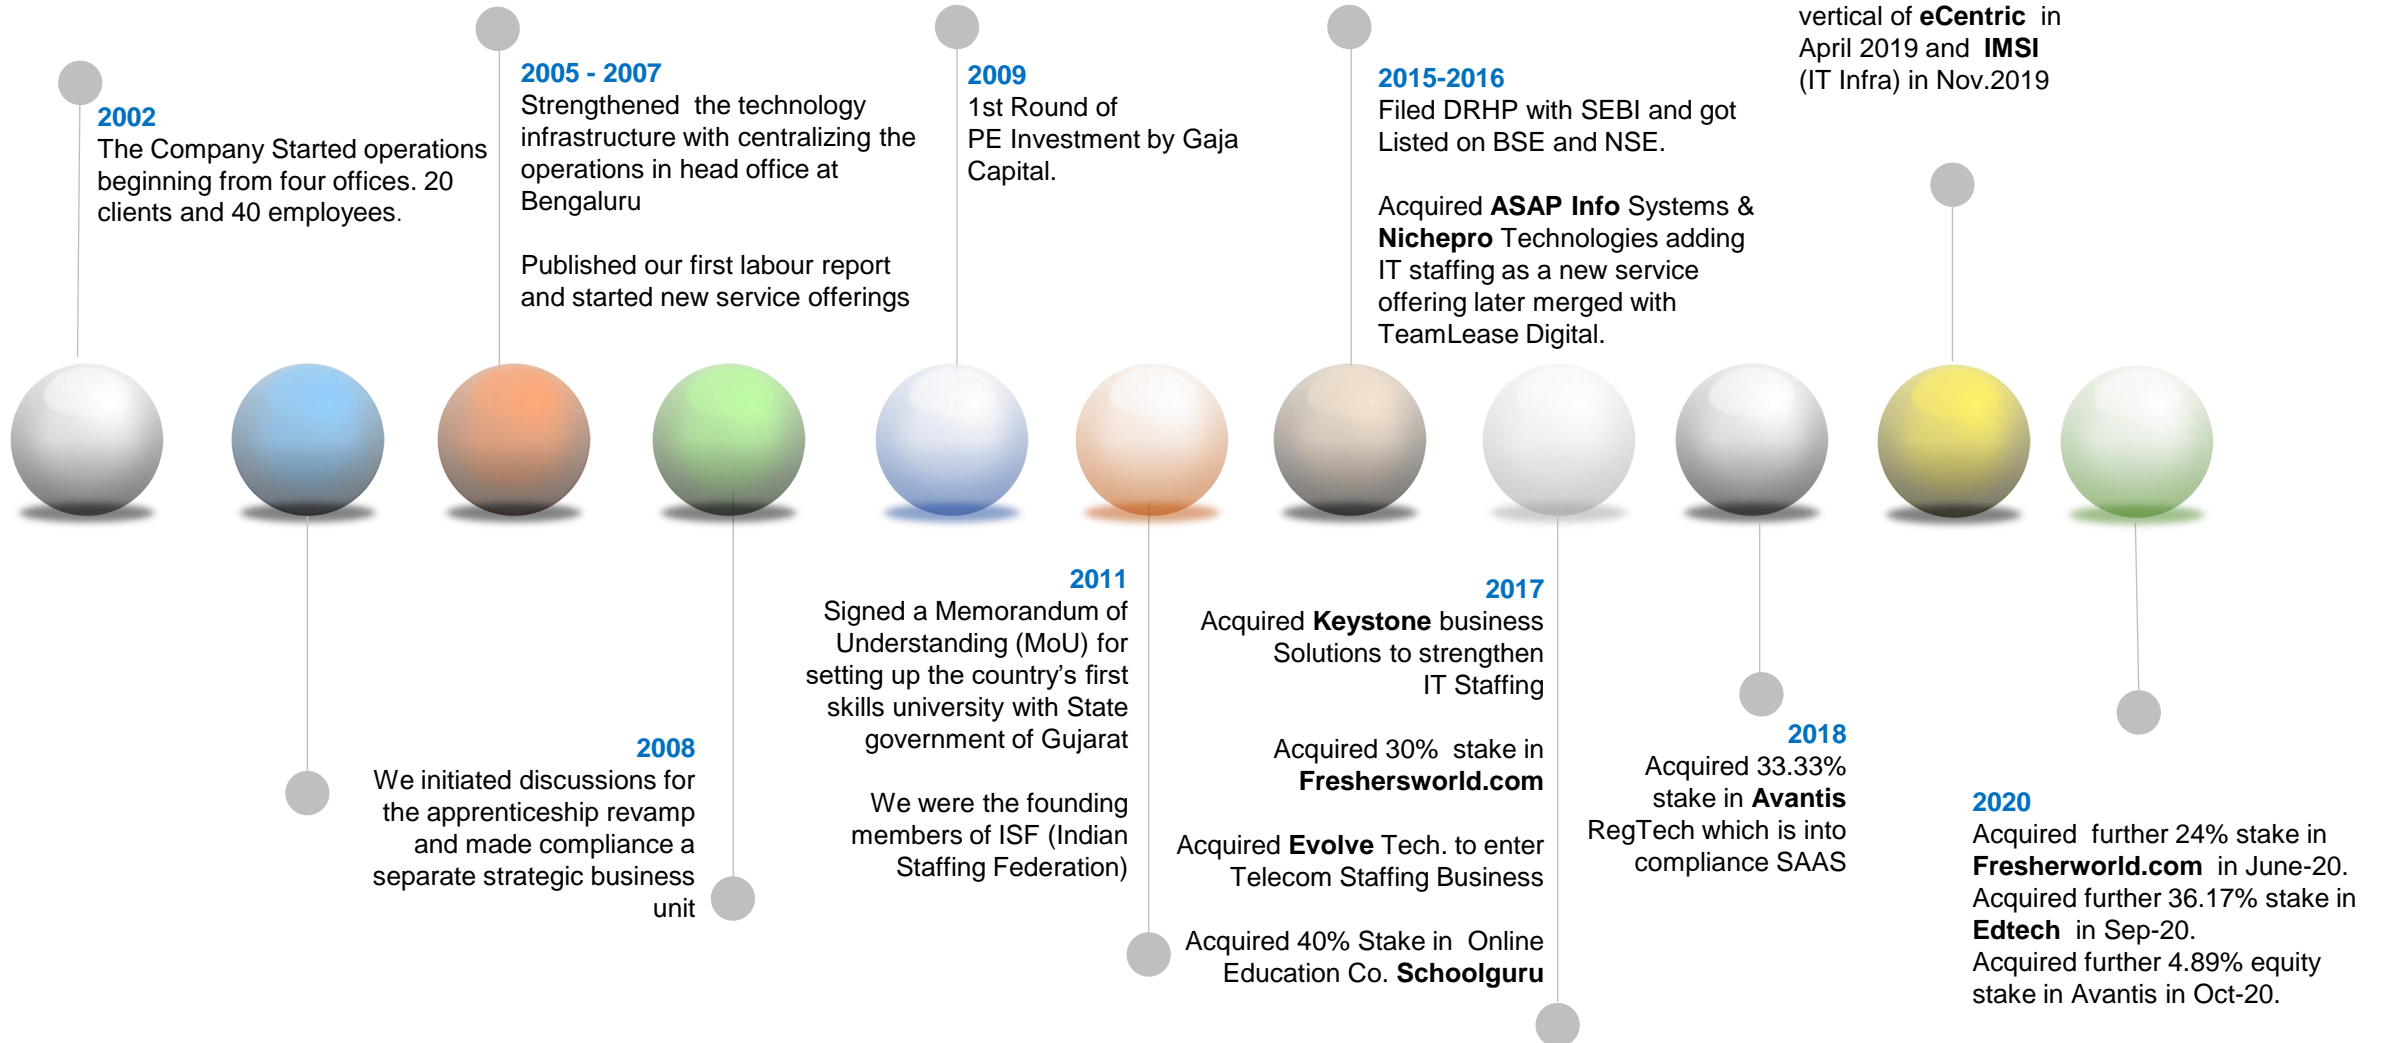 2002
The Company Started operations
beginning from four offices. 20
clients and 40 employees.
2005 - 2007
Strengthened the technology
infrastructure with centralizing the
operations in head office at
Bengaluru
Published our first labour report
and started new service offerings
2009
1st Round of
PE Investment by Gaja
Capital.
2015-2016
Filed DRHP with SEBI and got
Listed on BSE and NSE.
Acquired ASAP Info Systems &
Nichepro Technologies adding
IT staffing as a new service
offering later merged with
TeamLease Digital.
vertical of eCentric in
April 2019 and IMSI
(IT Infra) in Nov.2019
2008
We initiated discussions for
the apprenticeship revamp
and made compliance a
separate strategic business
unit
2011
Signed a Memorandum of
Understanding (MoU) for
setting up the country’s first
skills university with State
government of Gujarat
We were the founding
members of ISF (Indian
Staffing Federation)
2017
Acquired Keystone business
Solutions to strengthen
IT Staffing
Acquired 30% stake in
Freshersworld.com
Acquired Evolve Tech. to enter
Telecom Staffing Business
Acquired 40% Stake in Online
Education Co. Schoolguru
2018
Acquired 33.33%
stake in Avantis
RegTech which is into
compliance SAAS
2020
Acquired further 24% stake in
Fresherworld.com in June-20.
Acquired further 36.17% stake in
Edtech in Sep-20.
Acquired further 4.89% equity
stake in Avantis in Oct-20.